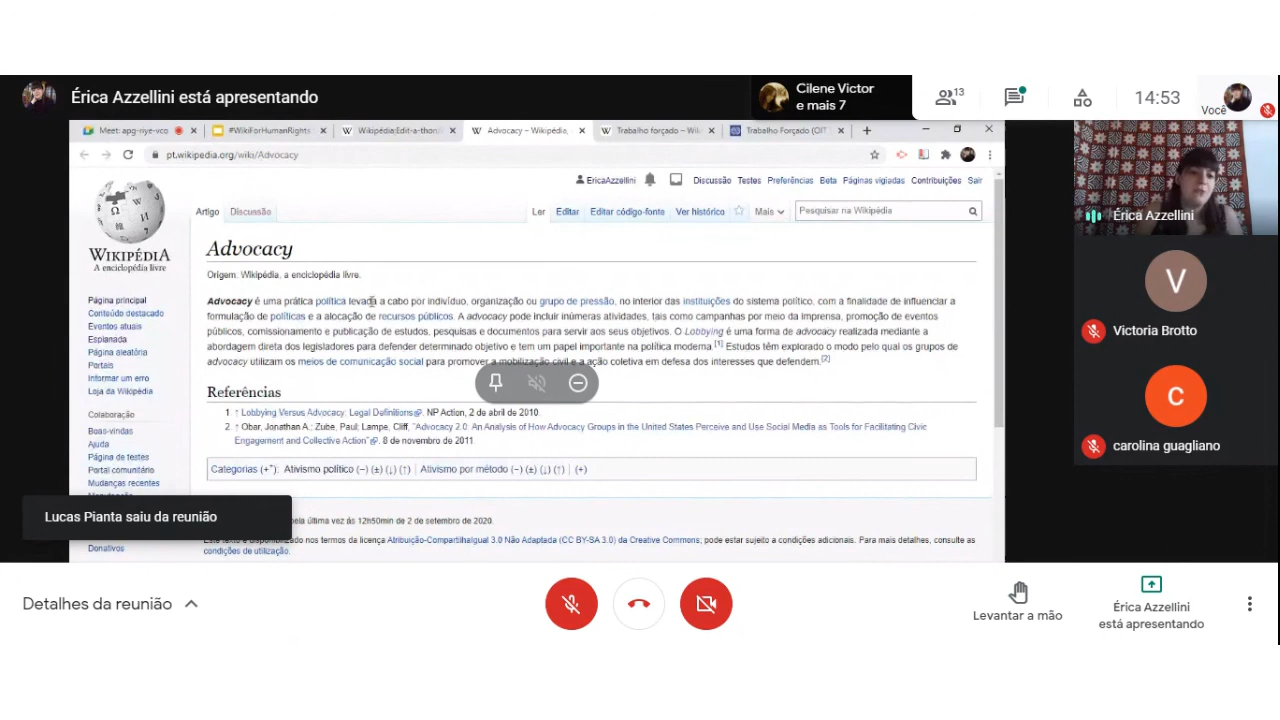 Érica Azzellini está apresentando
Cilene Victor
e mais 7
13
14:53
Você
Meet: apg-riye-vco
#WikiForHumanRights
Wikipédia:Edit-a-thon
Advocacy – Wikipédia,
Trabalho forçado – Wiki
Trabalho Forçado (OIT
pt.wikipedia.org/wiki/Advocacy
EricaAzzellini Discussão Testes Preferências Beta Páginas vigiadas Contribuições Sair
Artigo Discussão Ler Editar Editar código-fonte Ver histórico Mais Pesquisar na Wikipédia
WIKIPÉDIA
A enciclopédia livre
Página principal
Conteúdo destacado
Eventos atuais
Esplanada
Página aleatória
Portais
Informar um erro
Loja da Wikipédia
Colaboração
Boas-vindas
Ajuda
Página de testes
Portal comunitário
Mudanças recentes
Manutenção
Donativos
Advocacy
Origem: Wikipédia, a enciclopédia livre.
Advocacy é uma prática política levada a cabo por indivíduo, organização ou grupo de pressão, no interior das instituições do sistema político, com a finalidade de influenciar a
formulação de políticas e a alocação de recursos públicos. A advocacy pode incluir inúmeras atividades, tais como campanhas por meio da imprensa, promoção de eventos
públicos, comissionamento e publicação de estudos, pesquisas e documentos para servir aos seus objetivos. O Lobbying é uma forma de advocacy realizada mediante a
abordagem direta dos legisladores para defender determinado objetivo e tem um papel importante na política moderna.[1] Estudos têm explorado o modo pelo qual os grupos de
advocacy utilizam os meios de comunicação social para promover a mobilização civil e a ação coletiva em defesa dos interesses que defendem.[2]
Referências
1. ↑ Lobbying Versus Advocacy: Legal Definitions. NP Action, 2 de abril de 2010.
2. ↑ Obar, Jonathan A.; Zube, Paul; Lampe, Cliff, "Advocacy 2.0: An Analysis of How Advocacy Groups in the United States Perceive and Use Social Media as Tools for Facilitating Civic
Engagement and Collective Action". 8 de novembro de 2011
Categorias (+⁺): Ativismo político (−) (±) (↓) (↑) | Ativismo por método (−) (±) (↓) (↑) | (+)
pela última vez às 12h50min de 2 de setembro de 2020.
Este texto é disponibilizado nos termos da licença Atribuição-CompartilhaIgual 3.0 Não Adaptada (CC BY-SA 3.0) da Creative Commons; pode estar sujeito a condições adicionais. Para mais detalhes, consulte as
condições de utilização.
Lucas Pianta saiu da reunião
Érica Azzellini
V
Victoria Brotto
C
carolina guagliano
Detalhes da reunião
Levantar a mão
Érica Azzellini
está apresentando